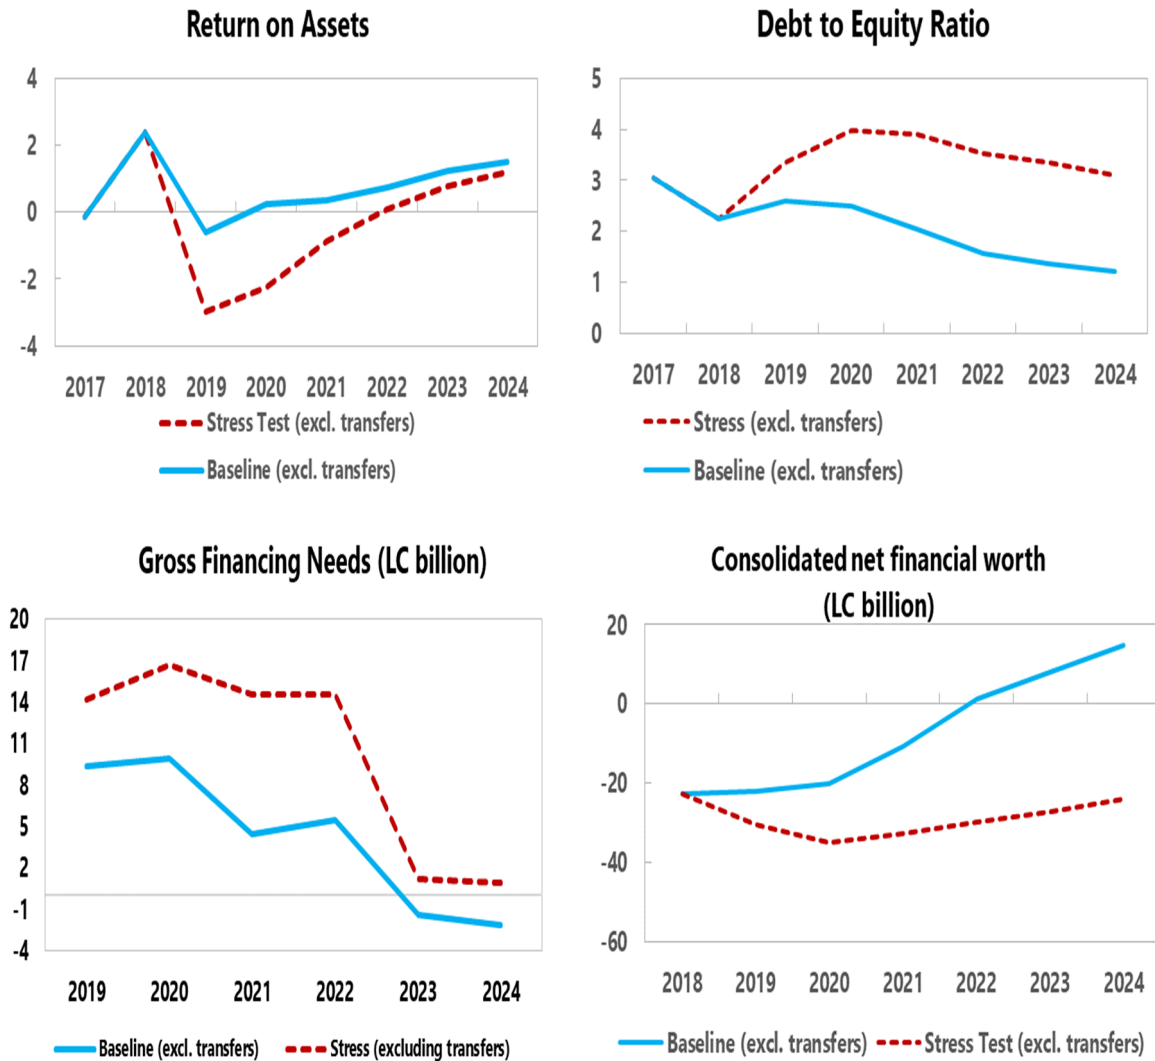 Return on Assets
4
2
0
-2
-4
2017 2018 2019 2020 2021 2022 2023 2024
Stress Test (excl. transfers)
Baseline (excl. transfers)
Debt to Equity Ratio
5
4
3
2
1
0
2017 2018 2019 2020 2021 2022 2023 2024
Stress (excl. transfers)
Baseline (excl. transfers)
Gross Financing Needs (LC billion)
20
17
14
11
8
5
2
-1
-4
2019 2020 2021 2022 2023 2024
Baseline (excl. transfers) Stress (excluding transfers)
Consolidated net financial worth
(LC billion)
20
0
-20
-40
-60
2018 2019 2020 2021 2022 2023 2024
Baseline (excl. transfers) Stress Test (excl. transfers)